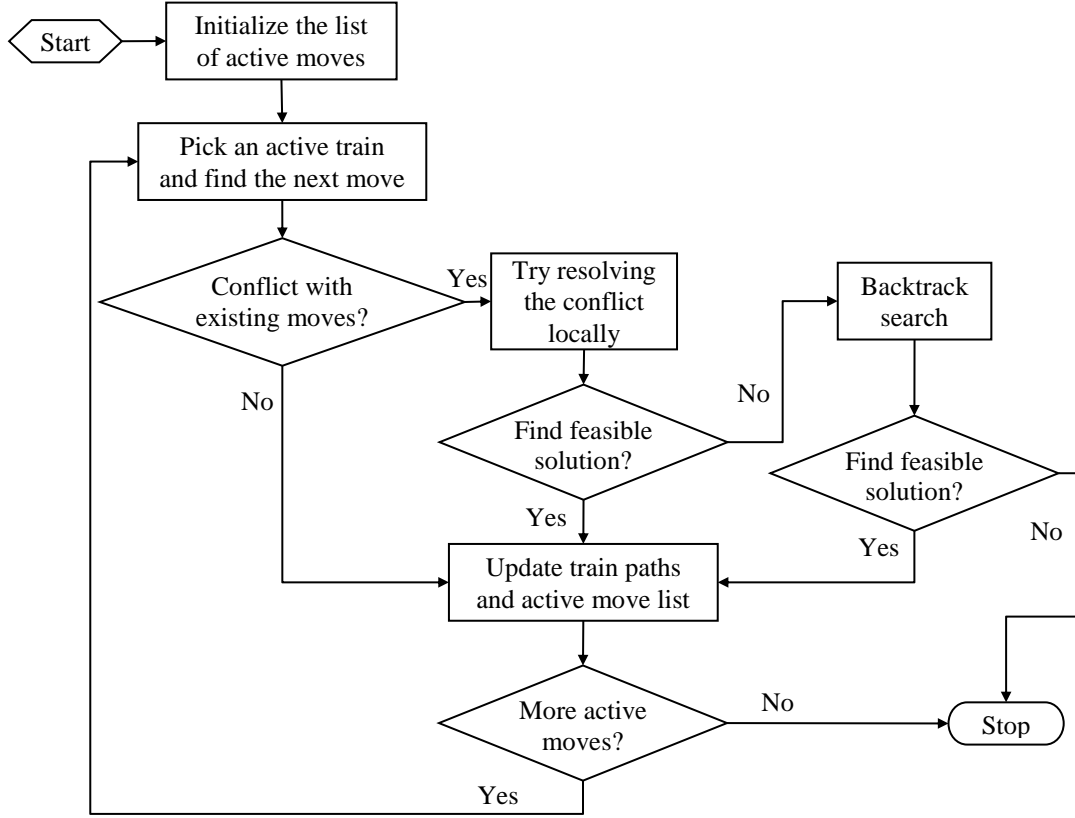 Start
Initialize the list
of active moves
Pick an active train
and find the next move
Conflict with
existing moves?
Yes
No
Try resolving
the conflict
locally
Find feasible
solution?
No
Yes
Backtrack
search
Find feasible
solution?
No
Yes
Update train paths
and active move list
More active
moves?
No
Yes
Stop